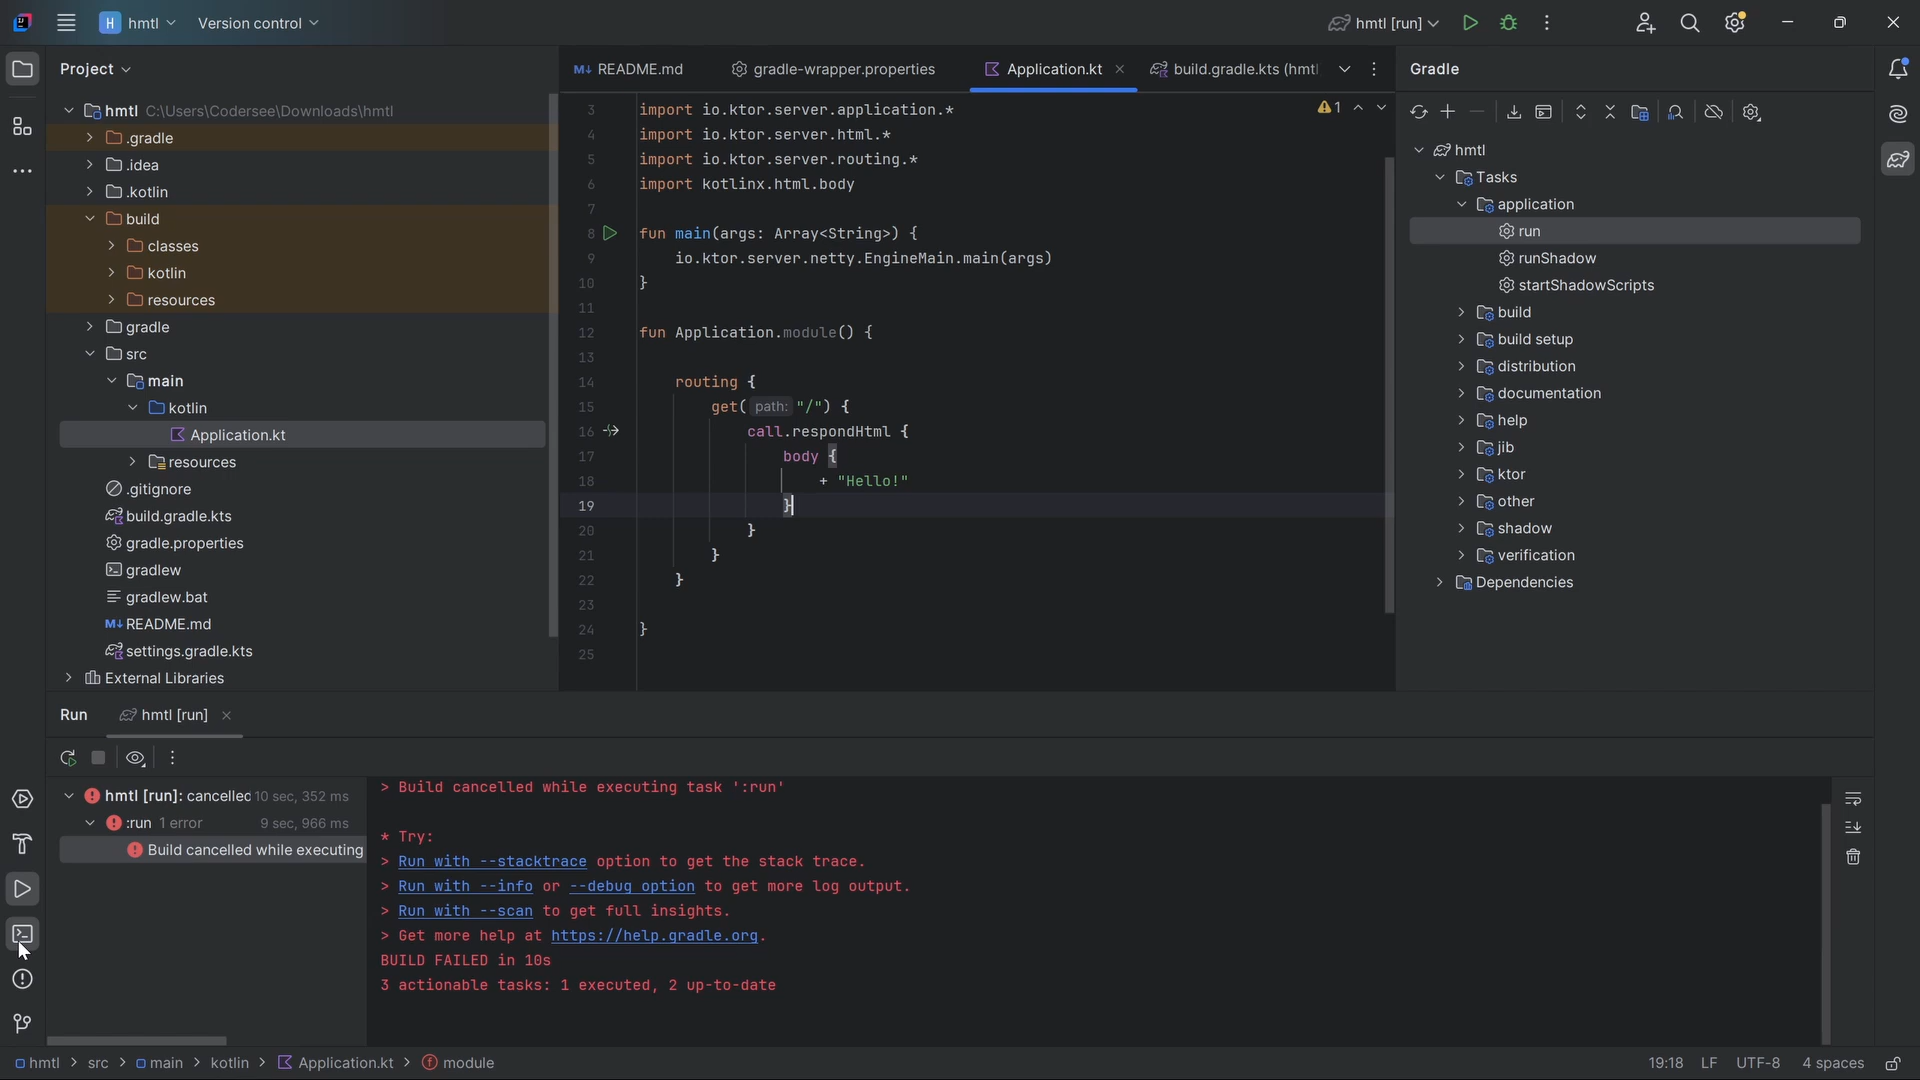 H hmtl
Version control
hmtl [run]
Project
hmtl C:\Users\Codersee\Downloads\hmtl
.gradle
.idea
.kotlin
build
classes
kotlin
resources
gradle
src
main
kotlin
Application.kt
resources
.gitignore
build.gradle.kts
gradle.properties
gradlew
gradlew.bat
M↓ README.md
settings.gradle.kts
External Libraries
M↓ README.md
gradle-wrapper.properties
Application.kt
build.gradle.kts (hmtl
1
3 import io.ktor.server.application.*
4 import io.ktor.server.html.*
5 import io.ktor.server.routing.*
6 import kotlinx.html.body
7
8 fun main(args: Array<String>) {
9 io.ktor.server.netty.EngineMain.main(args)
10 }
11
12 fun Application.module() {
13
14 routing {
15 get( path: "/") {
16 call.respondHtml {
17 body {
18 + "Hello!"
19 }
20 }
21 }
22 }
23
24 }
25
Gradle
hmtl
Tasks
application
run
runShadow
startShadowScripts
build
build setup
distribution
documentation
help
jib
ktor
other
shadow
verification
Dependencies
Run
hmtl [run]
hmtl [run]: cancelled 10 sec, 352 ms
:run 1 error 9 sec, 966 ms
Build cancelled while executing
> Build cancelled while executing task ':run'
* Try:
> Run with --stacktrace option to get the stack trace.
> Run with --info or --debug option to get more log output.
> Run with --scan to get full insights.
> Get more help at https://help.gradle.org.
BUILD FAILED in 10s
3 actionable tasks: 1 executed, 2 up-to-date
hmtl > src > main > kotlin > Application.kt > module
19:18 LF UTF-8 4 spaces